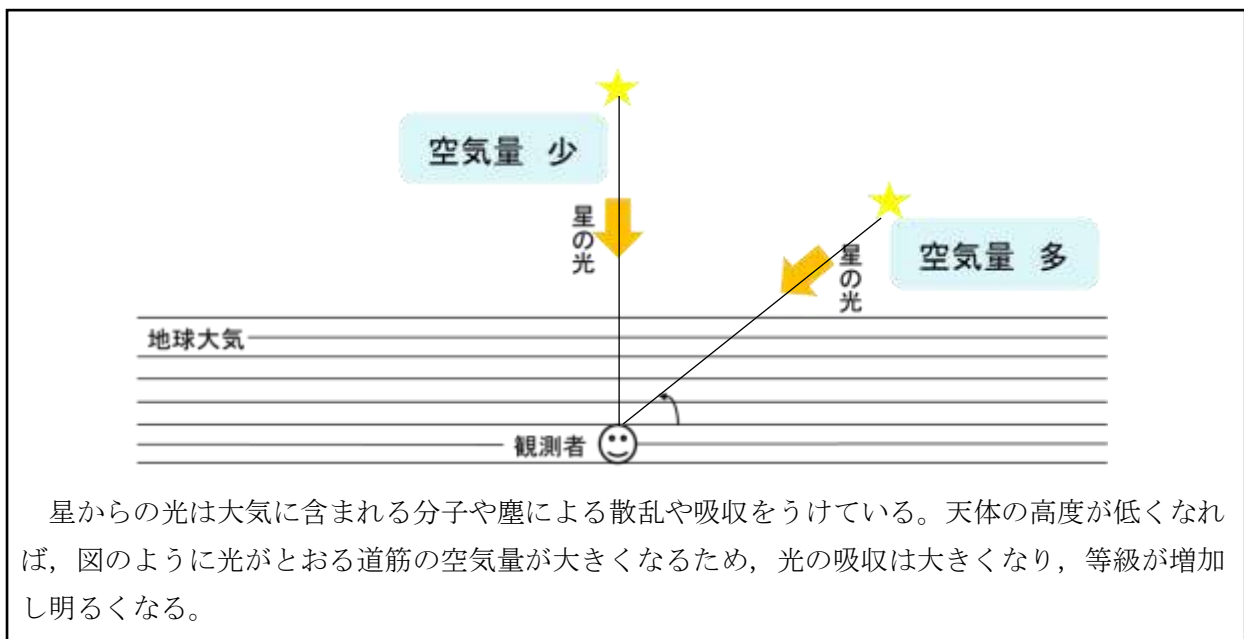 空気量 少
星の光
空気量 多
星の光
地球大気
観測者
星からの光は大気に含まれる分子や塵による散乱や吸収をうけている。天体の高度が低くなれ
ば，図のように光がとおる道筋の空気量が大きくなるため，光の吸収は大きくなり，等級が増加
し明るくなる。